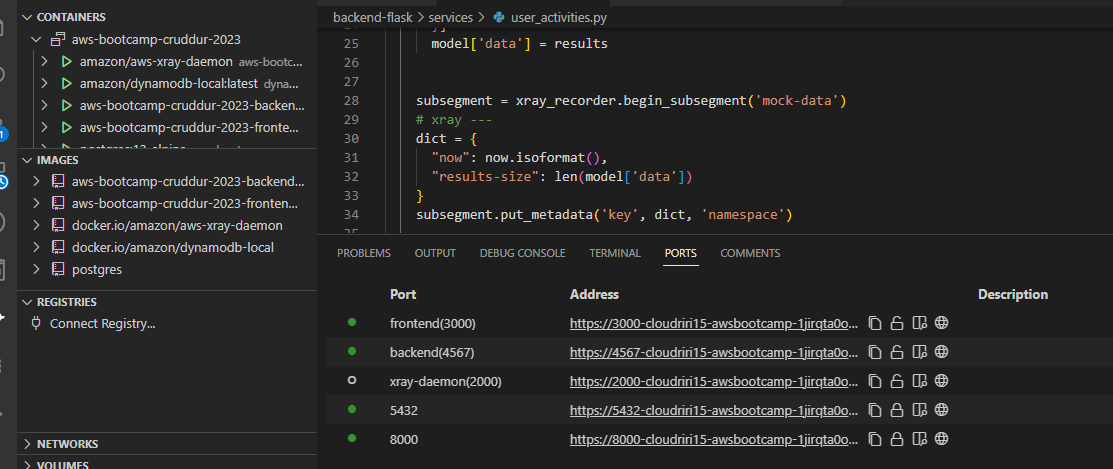 CONTAINERS
aws-bootcamp-cruddur-2023
amazon/aws-xray-daemon aws-bootc...
amazon/dynamodb-local:latest dyna...
aws-bootcamp-cruddur-2023-backen...
aws-bootcamp-cruddur-2023-fronte...
IMAGES
aws-bootcamp-cruddur-2023-backend...
aws-bootcamp-cruddur-2023-fronten...
docker.io/amazon/aws-xray-daemon
docker.io/amazon/dynamodb-local
postgres
REGISTRIES
Connect Registry...
NETWORKS
VOLUMES
backend-flask > services > user_activities.py
24 }]
25 model['data'] = results
26
27
28 subsegment = xray_recorder.begin_subsegment('mock-data')
29 # xray ---
30 dict = {
31 "now": now.isoformat(),
32 "results-size": len(model['data'])
33 }
34 subsegment.put_metadata('key', dict, 'namespace')
PROBLEMS OUTPUT DEBUG CONSOLE TERMINAL PORTS COMMENTS
Port Address Description
frontend(3000) https://3000-cloudriri15-awsbootcamp-1jirqta0o...
backend(4567) https://4567-cloudriri15-awsbootcamp-1jirqta0o...
xray-daemon(2000) https://2000-cloudriri15-awsbootcamp-1jirqta0o...
5432 https://5432-cloudriri15-awsbootcamp-1jirqta0o...
8000 https://8000-cloudriri15-awsbootcamp-1jirqta0o...